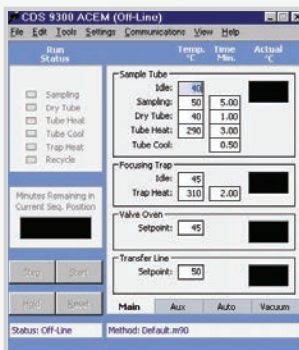 CDS 9300 ACEM (Off-Line)
File Edit Tools Settings Communications View Help
Run Status
Temp. °C Time Min. Actual °C
Sampling
Dry Tube
Tube Heat
Tube Cool
Trap Heat
Recycle
Sample Tube
Idle: 40
Sampling: 50 5.00
Dry Tube: 40 1.00
Tube Heat: 290 3.00
Tube Cool: 0.50
Focusing Trap
Idle: 45
Trap Heat: 310 2.00
Minutes Remaining in
Current Seq. Position
Valve Oven
Setpoint: 45
Transfer Line
Setpoint: 50
Step Start
Hold Reset
Main Aux Auto Vacuum
Status: Off-Line Method: Default.m90